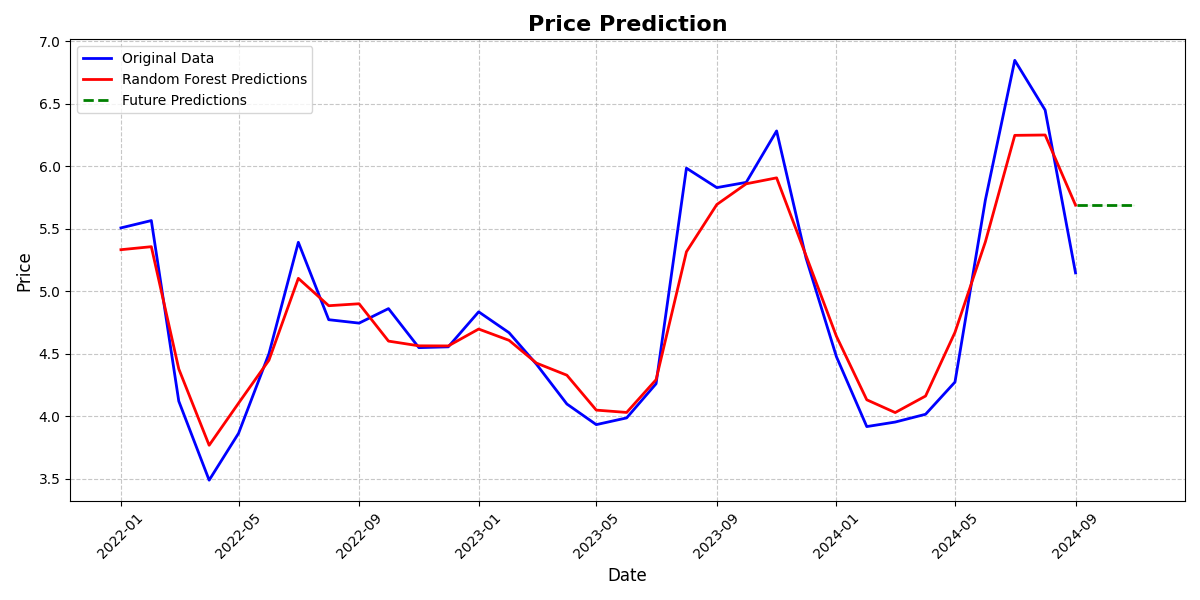 Price Prediction
Original Data
Random Forest Predictions
Future Predictions
Price
7.0
6.5
6.0
5.5
5.0
4.5
4.0
3.5
2022-01
2022-05
2022-09
2023-01
2023-05
2023-09
2024-01
2024-05
2024-09
Date